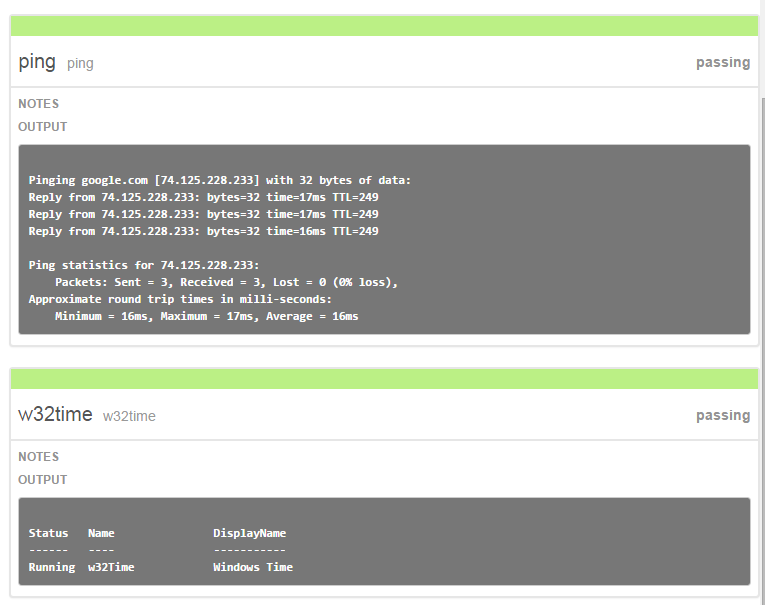 ping ping passing
NOTES
OUTPUT
Pinging google.com [74.125.228.233] with 32 bytes of data:
Reply from 74.125.228.233: bytes=32 time=17ms TTL=249
Reply from 74.125.228.233: bytes=32 time=17ms TTL=249
Reply from 74.125.228.233: bytes=32 time=16ms TTL=249
Ping statistics for 74.125.228.233:
Packets: Sent = 3, Received = 3, Lost = 0 (0% loss),
Approximate round trip times in milli-seconds:
Minimum = 16ms, Maximum = 17ms, Average = 16ms
w32time w32time passing
NOTES
OUTPUT
Status Name DisplayName
------ ---- -----------
Running w32Time Windows Time